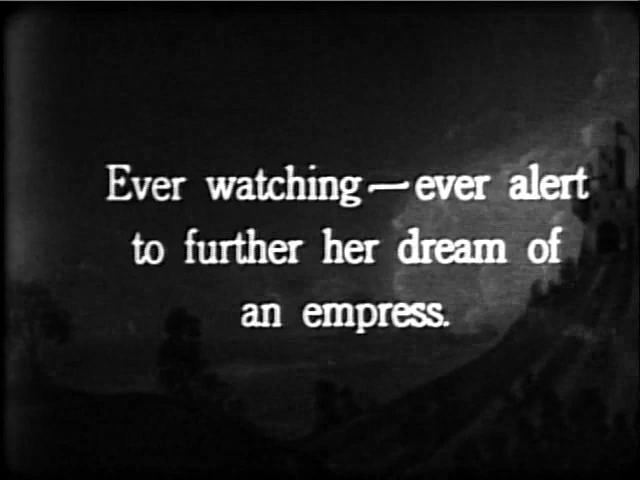 Ever watching — ever alert
to further her dream of
an empress.